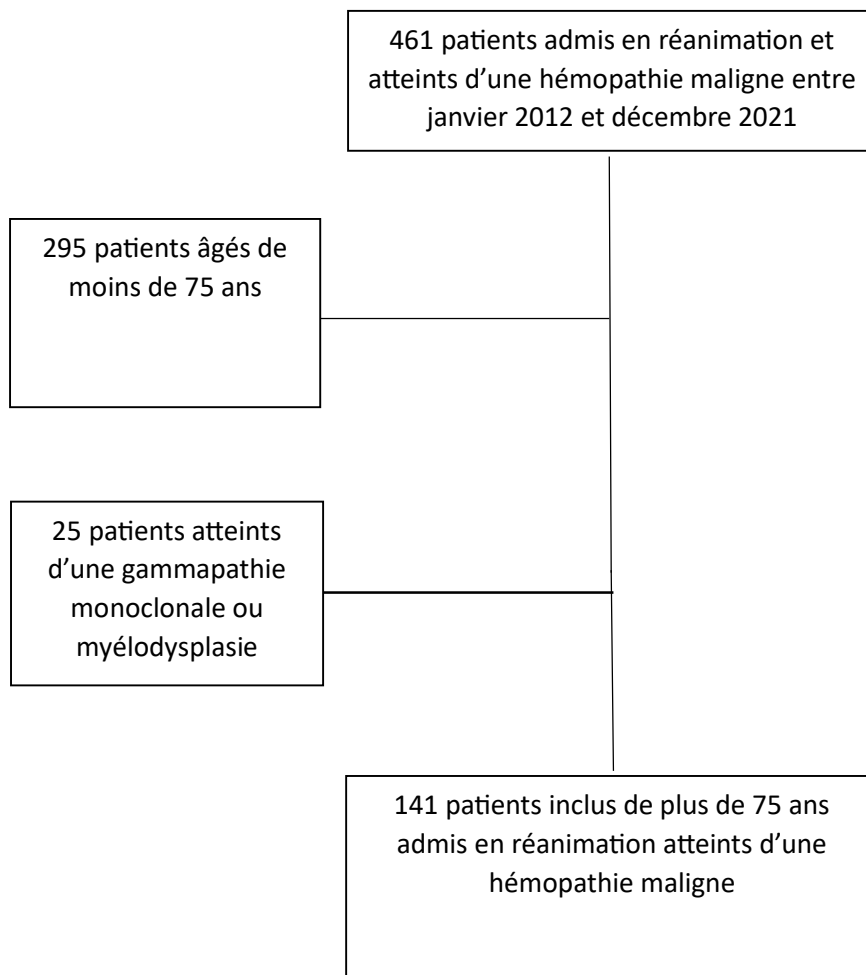 461 patients admis en réanimation et
atteints d’une hémopathie maligne entre
janvier 2012 et décembre 2021
295 patients âgés de
moins de 75 ans
25 patients atteints
d’une gammapathie
monoclonale ou
myélodysplasie
141 patients inclus de plus de 75 ans
admis en réanimation atteints d’une
hémopathie maligne